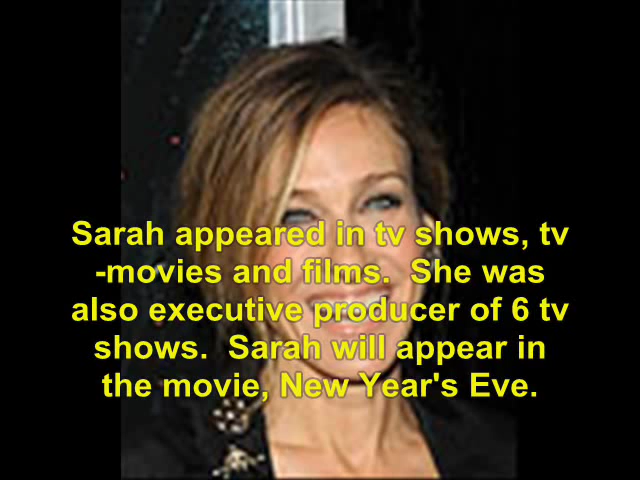 Sarah appeared in tv shows, tv
-movies and films.  She was
also executive producer of 6 tv
shows.  Sarah will appear in
the movie, New Year's Eve.